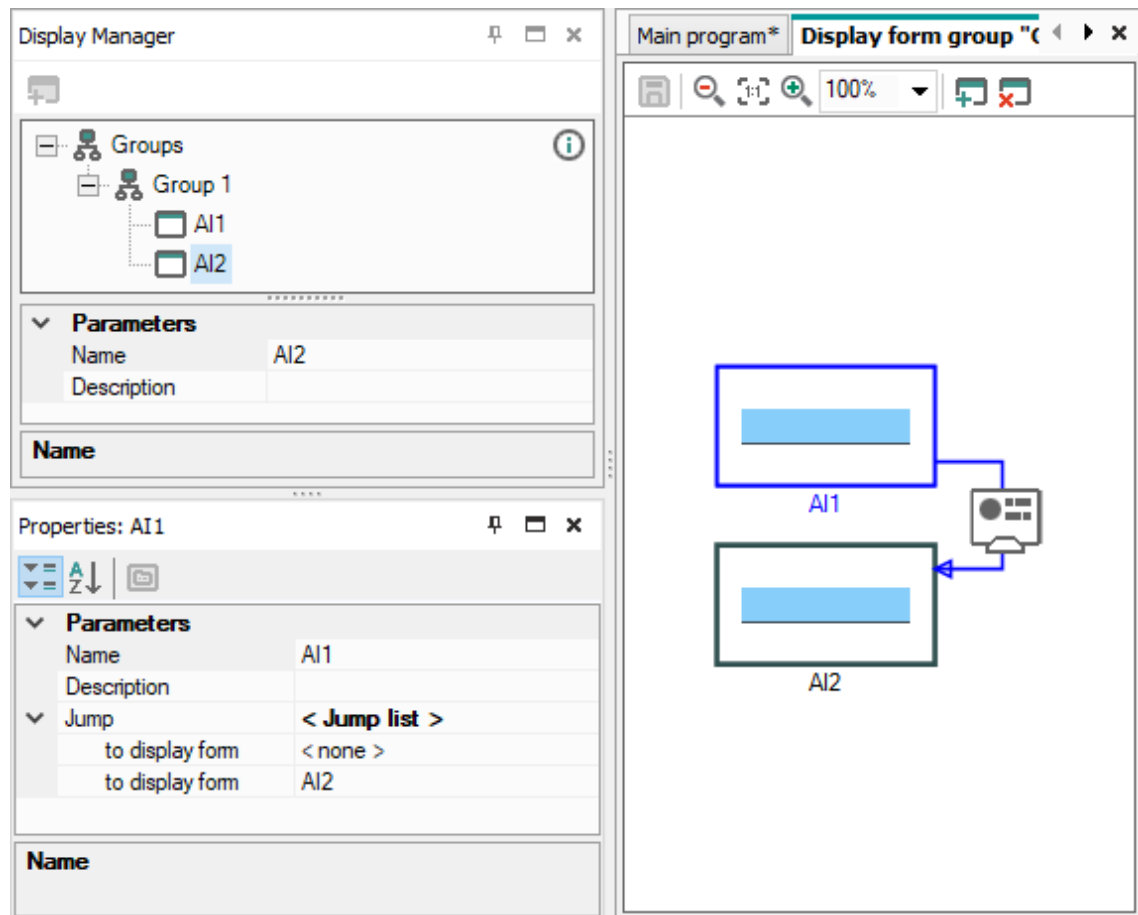 Display Manager
Groups
Group 1
AI1
AI2
Parameters
Name AI2
Description
Name
Properties: AI1
A
Z
Parameters
Name AI1
Description
Jump < Jump list >
to display form < none >
to display form AI2
Name
Main program* Display form group "
1:1 100%
AI1
AI2